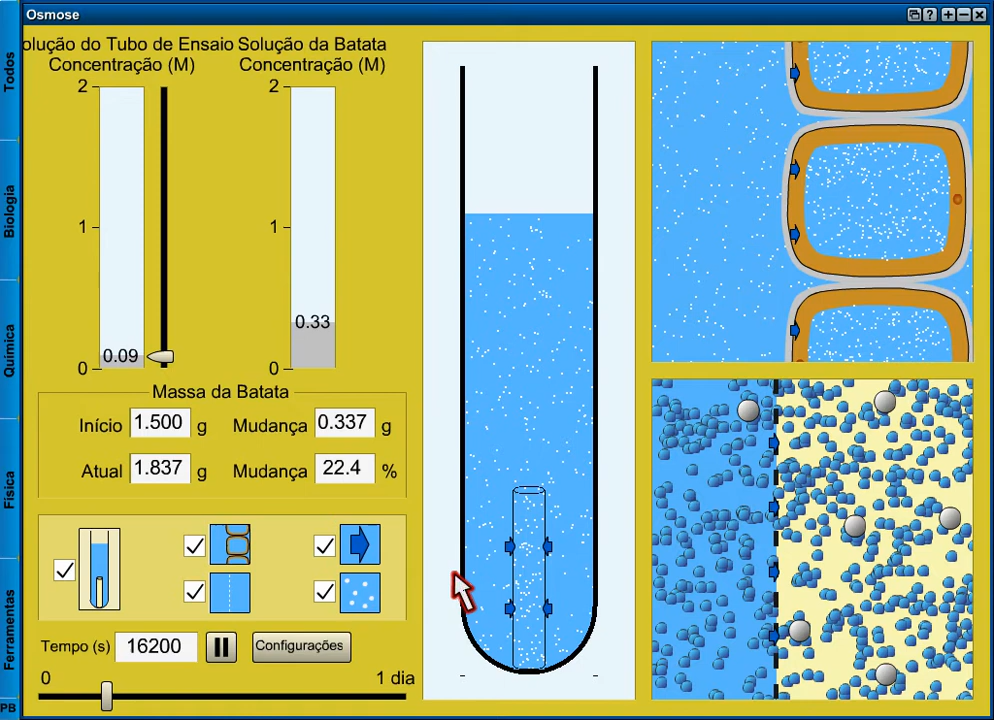 Osmose
olução do Tubo de Ensaio
Concentração (M)
Solução da Batata
Concentração (M)
2
1
0
0.09
2
1
0
0.33
Massa da Batata
Início 1.500 g Mudança 0.337 g
Atual 1.837 g Mudança 22.4 %
Tempo (s) 16200 Configurações
0 1 dia
Todos
Biologia
Química
Física
Ferramentas
PB